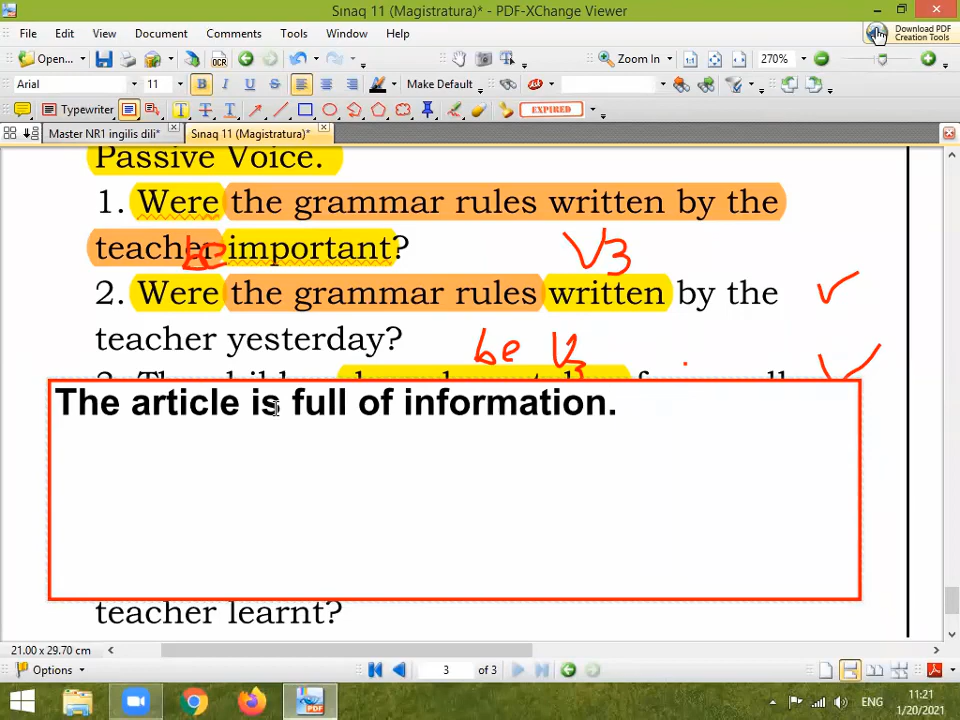 Sınaq 11 (Magistratura)* - PDF-XChange Viewer
File Edit View Document Comments Tools Window Help
Download PDF
Creation Tools
Open... OCR Zoom In 270%
Arial 11 B I U Make Default
Typewriter EXPIRED
Master NR1 ingilis dili* Sınaq 11 (Magistratura)*
Passive Voice.
1. Were the grammar rules written by the
teacher important?
be V3
2. Were the grammar rules written by the
teacher yesterday?
be V3
The article is full of information.
teacher learnt?
21.00 x 29.70 cm
Options 3 of 3
ENG
11:21
1/20/2021